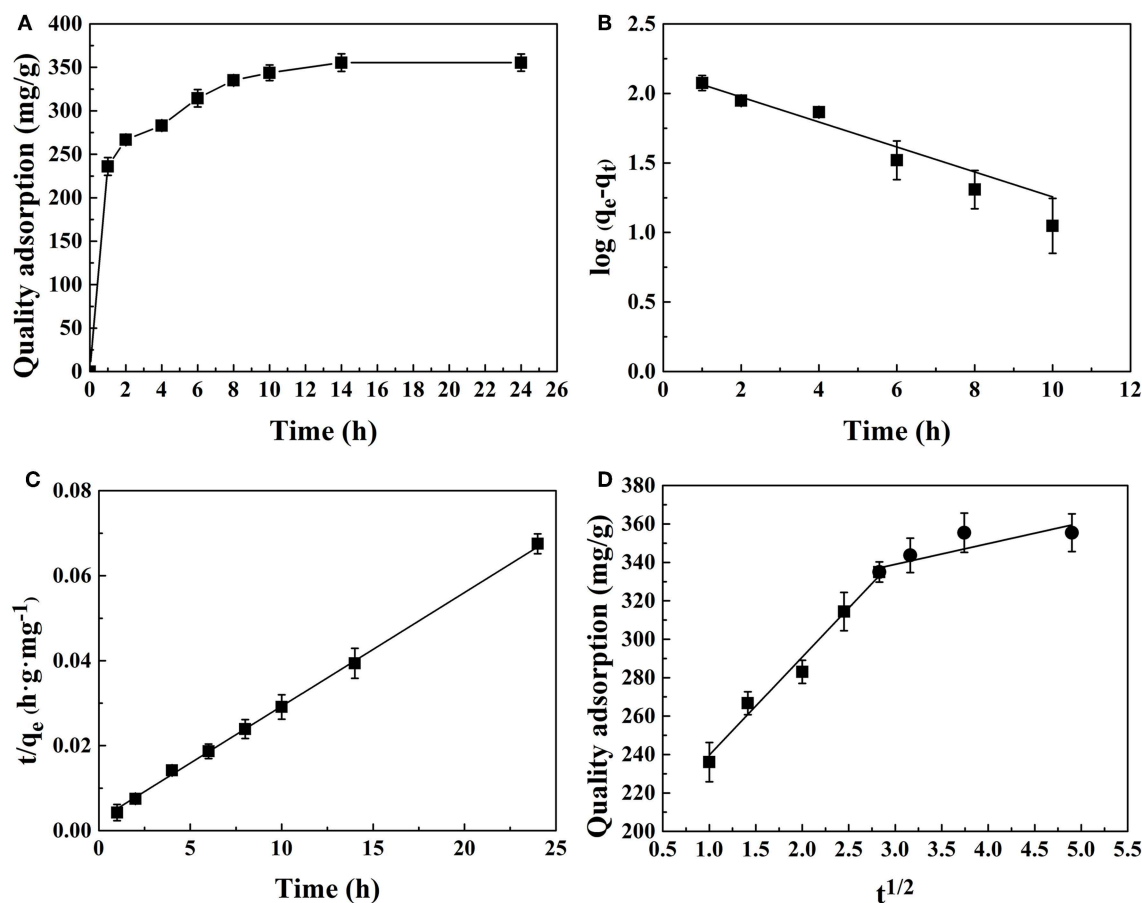 A
400
350
300
250
200
150
100
50
0
Quality adsorption (mg/g)
0 2 4 6 8 10 12 14 16 18 20 22 24 26
Time (h)
B
2.5
2.0
1.5
1.0
0.5
0.0
log (qe-qt)
0 2 4 6 8 10 12
Time (h)
C
0.08
0.06
0.04
0.02
0.00
t/qe (h·g·mg-1)
0 5 10 15 20 25
Time (h)
D
380
360
340
320
300
280
260
240
220
200
Quality adsorption (mg/g)
0.5 1.0 1.5 2.0 2.5 3.0 3.5 4.0 4.5 5.0 5.5
t1/2